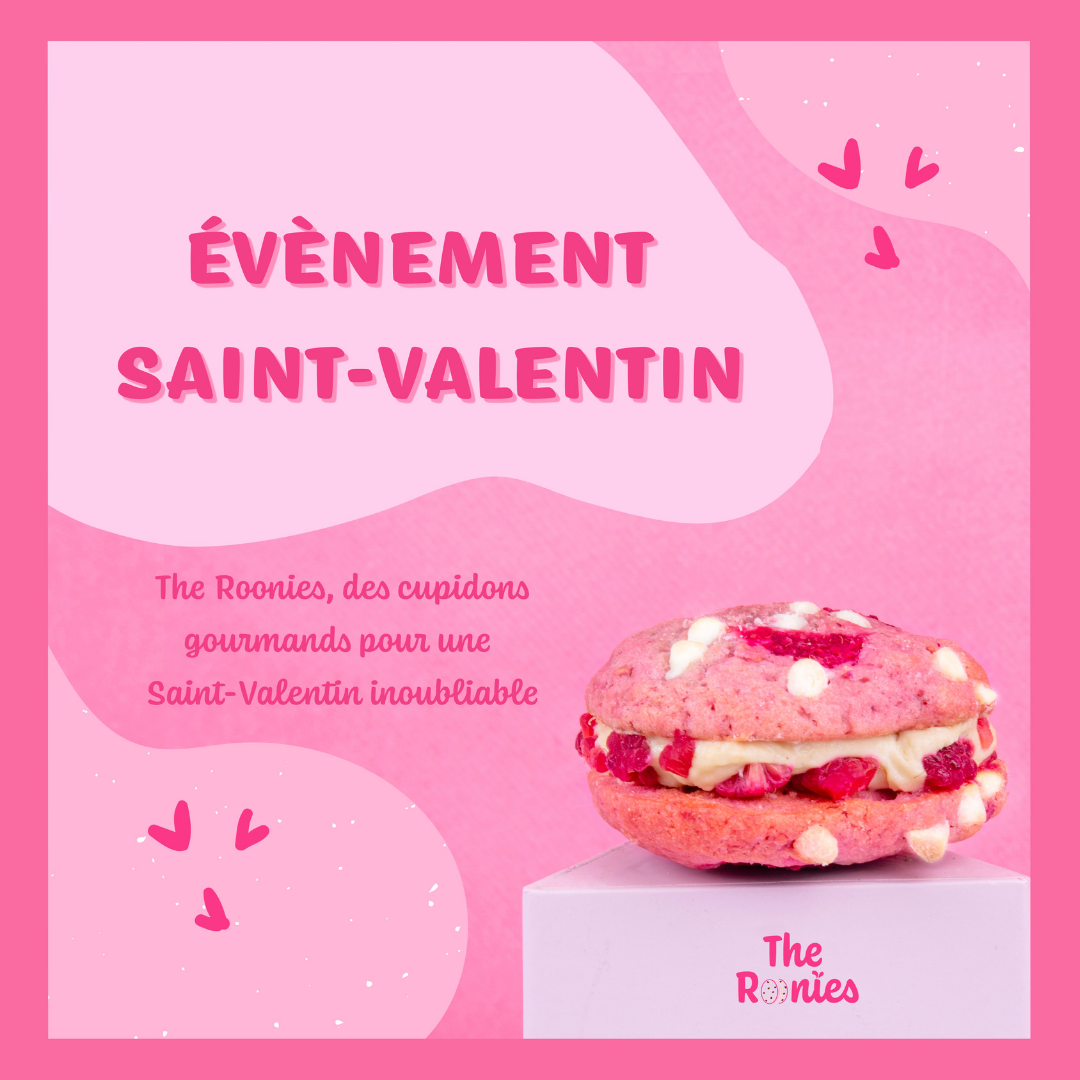 ÉVÈNEMENT
SAINT-VALENTIN
The Roonies, des cupidons
gourmands pour une
Saint-Valentin inoubliable
The
Roonies